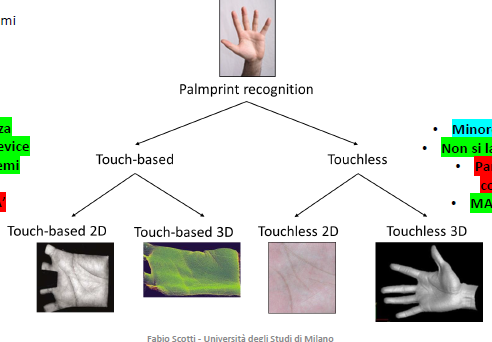 mi
Palmprint recognition
za
evice
emi
A'
• Minor
• Non si la
• Pa
co
• MA
Touch-based
Touchless
Touch-based 2D
Touch-based 3D
Touchless 2D
Touchless 3D
Fabio Scotti - Università degli Studi di Milano